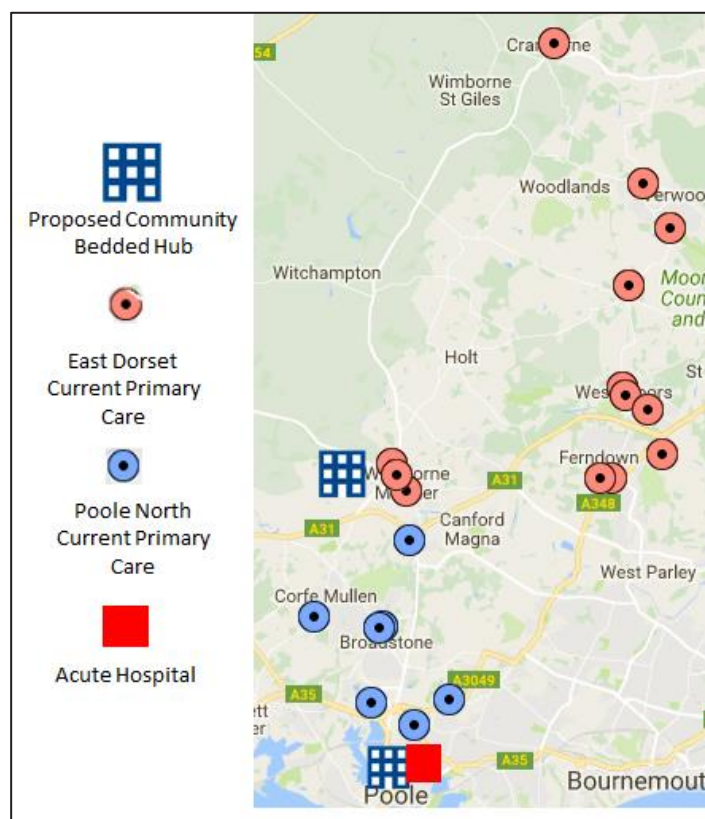 Proposed Community
Bedded Hub
East Dorset
Current Primary
Care
Poole North
Current Primary
Care
Acute Hospital
54
Wimborne
St Giles
Woodlands
Witchampton
Holt
Ferndown
A31
A348
A31
Canford
Magna
West Parley
Corfe Mullen
A3049
A35
A35
Poole